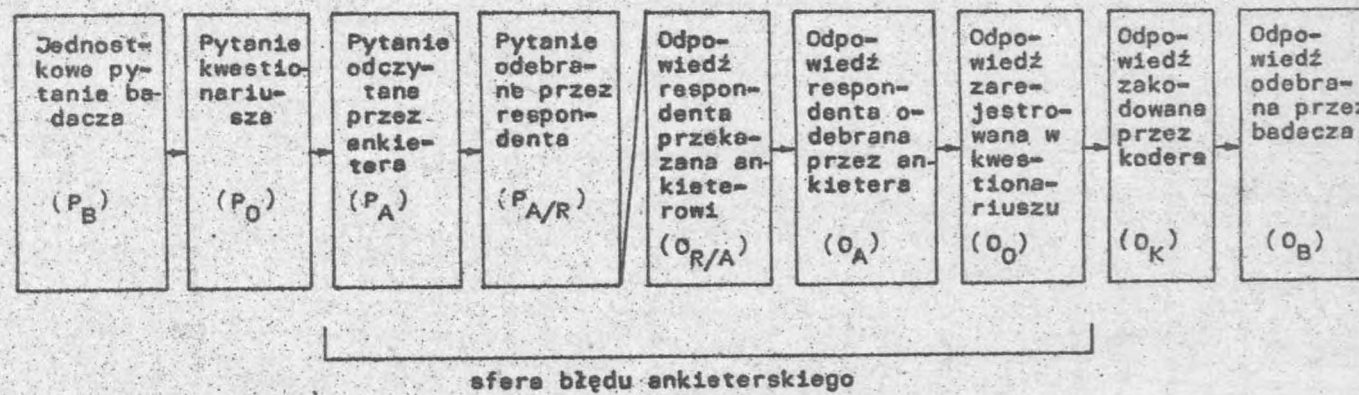 Jednost-
kowe py-
tanie ba-
dacza
(P_B)
Pytanie
kwestio-
nariu-
sza
(P_O)
Pytanie
odczy-
tane
przez
ankie-
tera
(P_A)
Pytanie
odebra-
ne przez
respon-
denta
(P_A/R)
Odpo-
wiedź
respon-
denta
przeka-
zana an-
kiete-
rowi
(O_R/A)
Odpo-
wiedź
respon-
denta o-
debrana
przez an-
kietera
(O_A)
Odpo-
wiedź
zare-
jestro-
wana w
kwes-
tiona-
riuszu
(O_O)
Odpo-
wiedź
zako-
dowana
przez
kodera
(O_K)
Odpo-
wiedź
odebra-
na przez
badacza
(O_B)
sfera błędu ankieterskiego